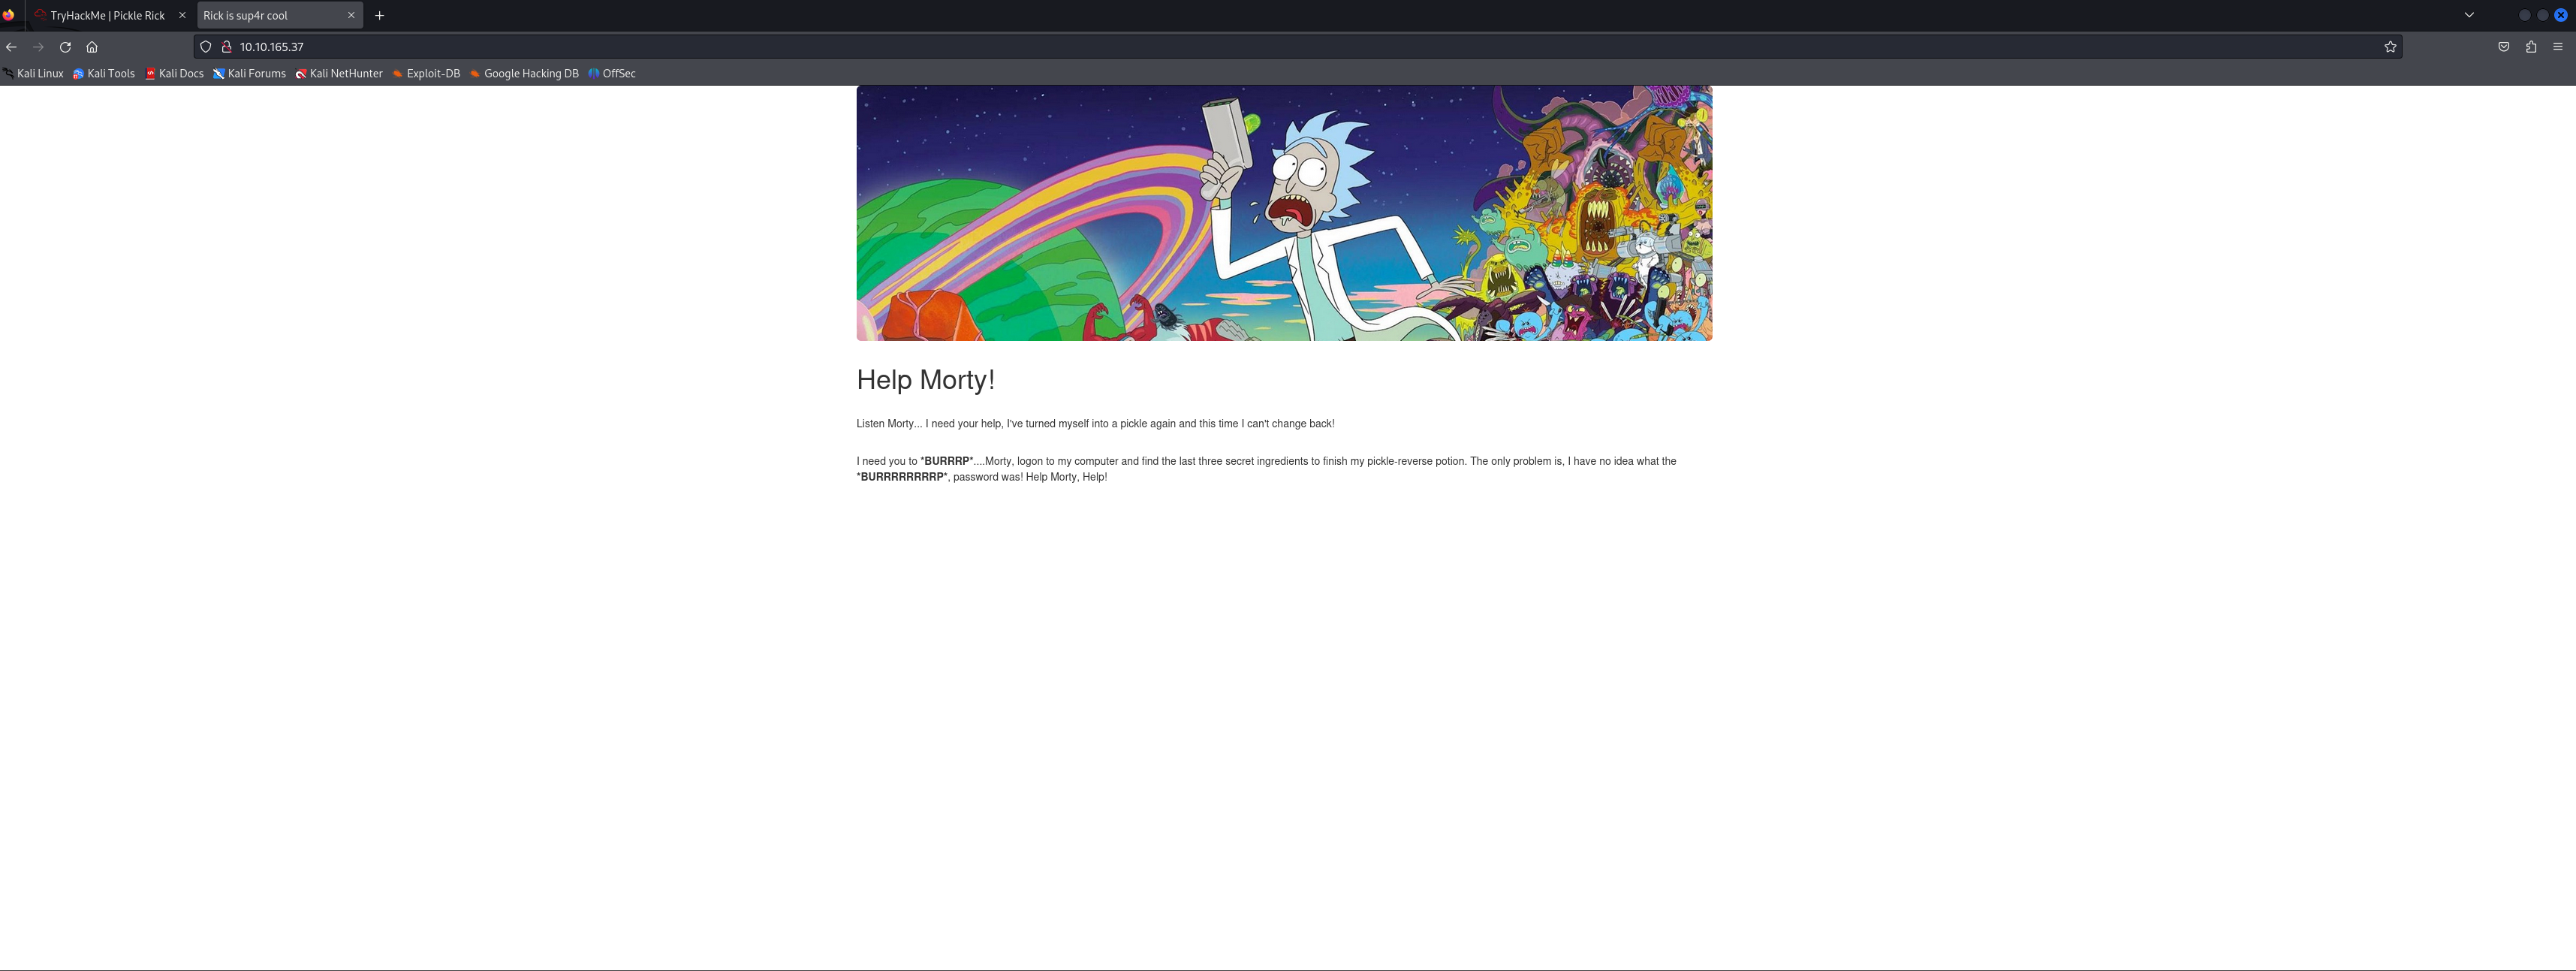 TryHackMe | Pickle Rick
Rick is sup4r cool
10.10.165.37
Kali Linux Kali Tools Kali Docs Kali Forums Kali NetHunter Exploit-DB Google Hacking DB OffSec
Help Morty!
Listen Morty... I need your help, I've turned myself into a pickle again and this time I can't change back!
I need you to *BURRRP*....Morty, logon to my computer and find the last three secret ingredients to finish my pickle-reverse potion. The only problem is, I have no idea what the
*BURRRRRRRRP*, password was! Help Morty, Help!